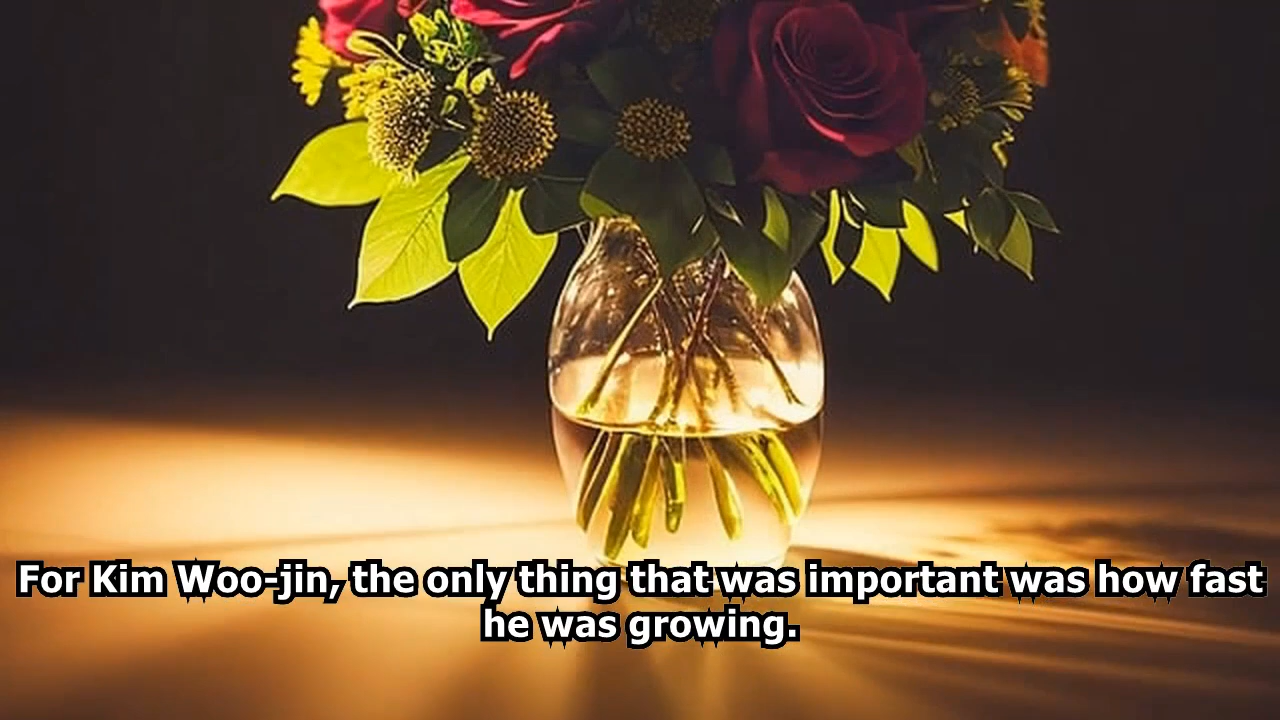 For Kim Woo-jin, the only thing that was important was how fast
he was growing.